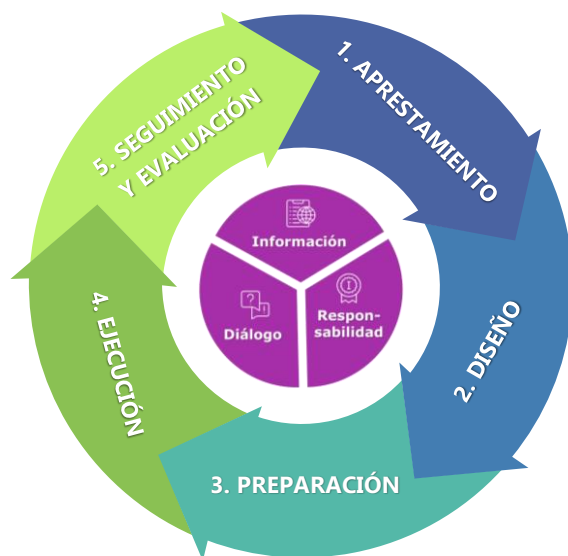 1. APRESTAMIENTO
2. DISEÑO
3. PREPARACIÓN
4. EJECUCIÓN
5. SEGUIMIENTO
Y EVALUACIÓN
Información
Diálogo
Respon-
sabilidad